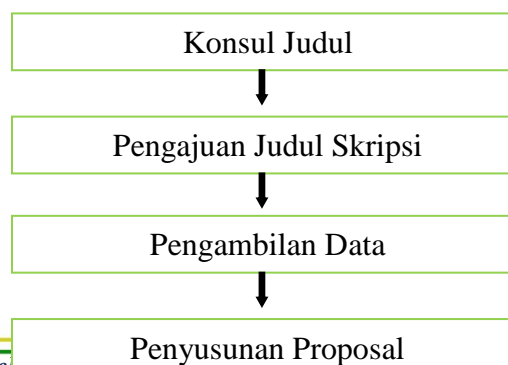 Konsul Judul
Pengajuan Judul Skripsi
Pengambilan Data
Penyusunan Proposal